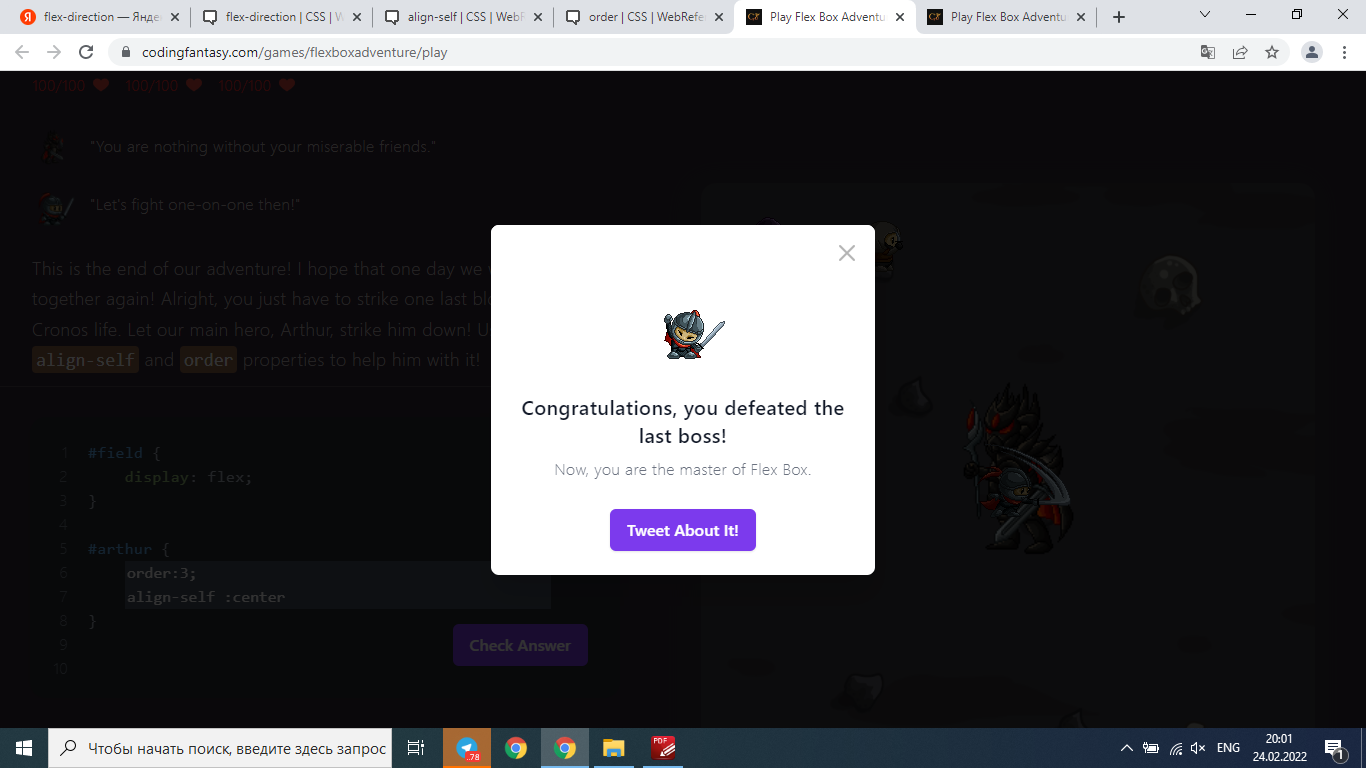 flex-direction — Янде
flex-direction | CSS | W
align-self | CSS | WebR
order | CSS | WebRefe
Play Flex Box Adventu
Play Flex Box Adventu
codingfantasy.com/games/flexboxadventure/play
100/100 100/100 100/100
"You are nothing without your miserable friends."
"Let's fight one-on-one then!"
This is the end of our adventure! I hope that one day we
together again! Alright, you just have to strike one last blo
Cronos life. Let our main hero, Arthur, strike him down! U
align-self and order properties to help him with it!
1 #field {
2 display: flex;
3 }
4
5 #arthur {
6 order:3;
7 align-self :center
8 }
9
10
Check Answer
Congratulations, you defeated the
last boss!
Now, you are the master of Flex Box.
Tweet About It!
Чтобы начать поиск, введите здесь запрос
.78
PDF
ENG
20:01
24.02.2022
1